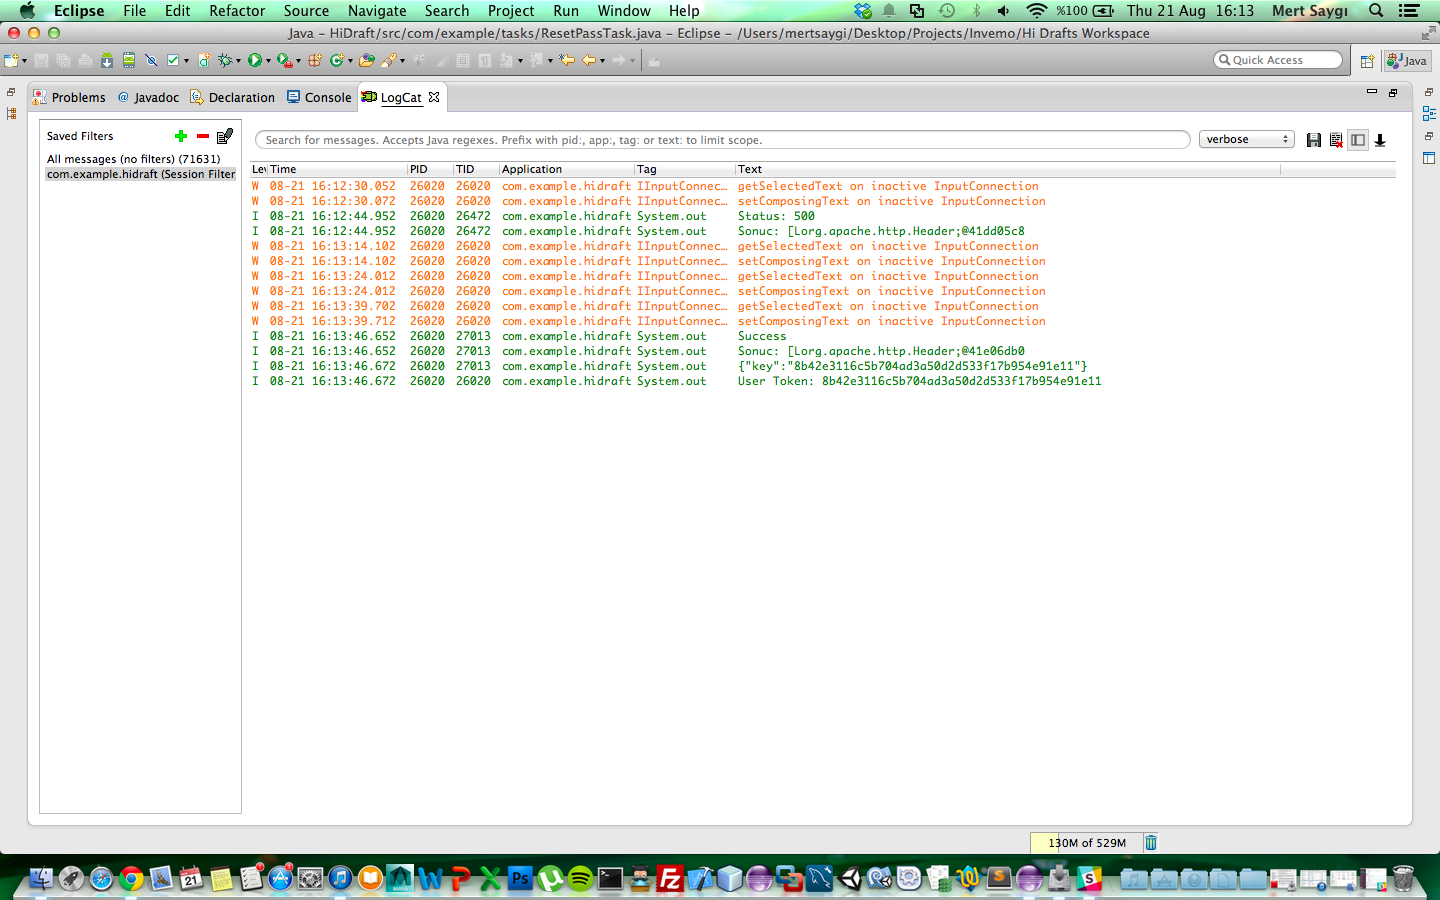 Eclipse File Edit Refactor Source Navigate Search Project Run Window Help %100 Thu 21 Aug 16:13 Mert Saygı
Java – HiDraft/src/com/example/tasks/ResetPassTask.java – Eclipse – /Users/mertsaygi/Desktop/Projects/Invemo/Hi Drafts Workspace
Quick Access Java
Problems @ Javadoc Declaration Console LogCat
Saved Filters
Search for messages. Accepts Java regexes. Prefix with pid:, app:, tag: or text: to limit scope. verbose
All messages (no filters) (71631)
com.example.hidraft (Session Filter
Lev Time PID TID Application Tag Text
W 08-21 16:12:30.052 26020 26020 com.example.hidraft IInputConnec... getSelectedText on inactive InputConnection
W 08-21 16:12:30.072 26020 26020 com.example.hidraft IInputConnec... setComposingText on inactive InputConnection
I 08-21 16:12:44.952 26020 26472 com.example.hidraft System.out Status: 500
I 08-21 16:12:44.952 26020 26472 com.example.hidraft System.out Sonuc: [Lorg.apache.http.Header;@41dd05c8
W 08-21 16:13:14.102 26020 26020 com.example.hidraft IInputConnec... getSelectedText on inactive InputConnection
W 08-21 16:13:14.102 26020 26020 com.example.hidraft IInputConnec... setComposingText on inactive InputConnection
W 08-21 16:13:24.012 26020 26020 com.example.hidraft IInputConnec... getSelectedText on inactive InputConnection
W 08-21 16:13:24.012 26020 26020 com.example.hidraft IInputConnec... setComposingText on inactive InputConnection
W 08-21 16:13:39.702 26020 26020 com.example.hidraft IInputConnec... getSelectedText on inactive InputConnection
W 08-21 16:13:39.712 26020 26020 com.example.hidraft IInputConnec... setComposingText on inactive InputConnection
I 08-21 16:13:46.652 26020 27013 com.example.hidraft System.out Success
I 08-21 16:13:46.652 26020 27013 com.example.hidraft System.out Sonuc: [Lorg.apache.http.Header;@41e06db0
I 08-21 16:13:46.672 26020 27013 com.example.hidraft System.out {"key":"8b42e3116c5b704ad3a50d2d533f17b954e91e11"}
I 08-21 16:13:46.672 26020 26020 com.example.hidraft System.out User Token: 8b42e3116c5b704ad3a50d2d533f17b954e91e11
130M of 529M